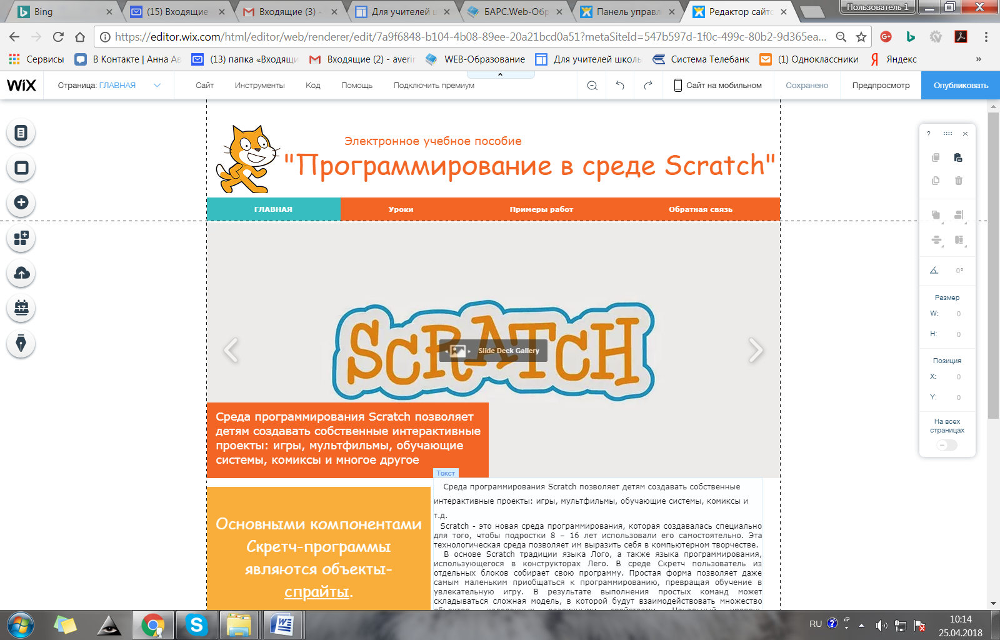 Bing
(15) Входящие
Входящие (3) -
Для учителей ш
БАРС.Web-Обр
Панель управл
Редактор сайто
Пользователь 1
https://editor.wix.com/html/editor/web/renderer/edit/7a9f6848-b104-4b08-89ee-20a21bcd0a51?metaSiteId=547b597d-1f0c-499c-80b2-9d365ea...
Сервисы
В Контакте | Анна Ав
(13) папка «Входящи
Входящие (2) - averin
WEB-Образование
Для учителей школь
Система Телебанк
(1) Одноклассники
Яндекс
»
WiX
Страница: ГЛАВНАЯ
Сайт
Инструменты
Код
Помощь
Подключить премиум
Сайт на мобильном
Сохранено
Предпросмотр
Опубликовать
Электронное учебное пособие
"Программирование в среде Scratch"
ГЛАВНАЯ
Уроки
Примеры работ
Обратная связь
SCRATCH
Slide Deck Gallery
Среда программирования Scratch позволяет
детям создавать собственные интерактивные
проекты: игры, мультфильмы, обучающие
системы, комиксы и многое другое
Текст
Основными компонентами
Скретч-программы
являются объекты-
спрайты.
Среда программирования Scratch позволяет детям создавать собственные
интерактивные проекты: игры, мультфильмы, обучающие системы, комиксы и
т.д.
Scratch - это новая среда программирования, которая создавалась специально
для того, чтобы подростки 8 – 16 лет использовали его самостоятельно. Эта
технологическая среда позволяет им выразить себя в компьютерном творчестве.
В основе Scratch традиции языка Лого, а также языка программирования,
использующегося в конструкторах Лего. В среде Скретч пользователь из
отдельных блоков собирает свою программу. Простая форма позволяет даже
самым маленьким приобщаться к программированию, превращая обучение в
увлекательную игру. В результате выполнения простых команд может
складываться сложная модель, в которой будут взаимодействовать множество
объектов, наделенных различными свойствами. Начальный уровень
?
0°
Размер
W: 0
H: 0
Позиция
X: 0
Y: 0
На всех
страницах
17
RU
10:14
25.04.2018